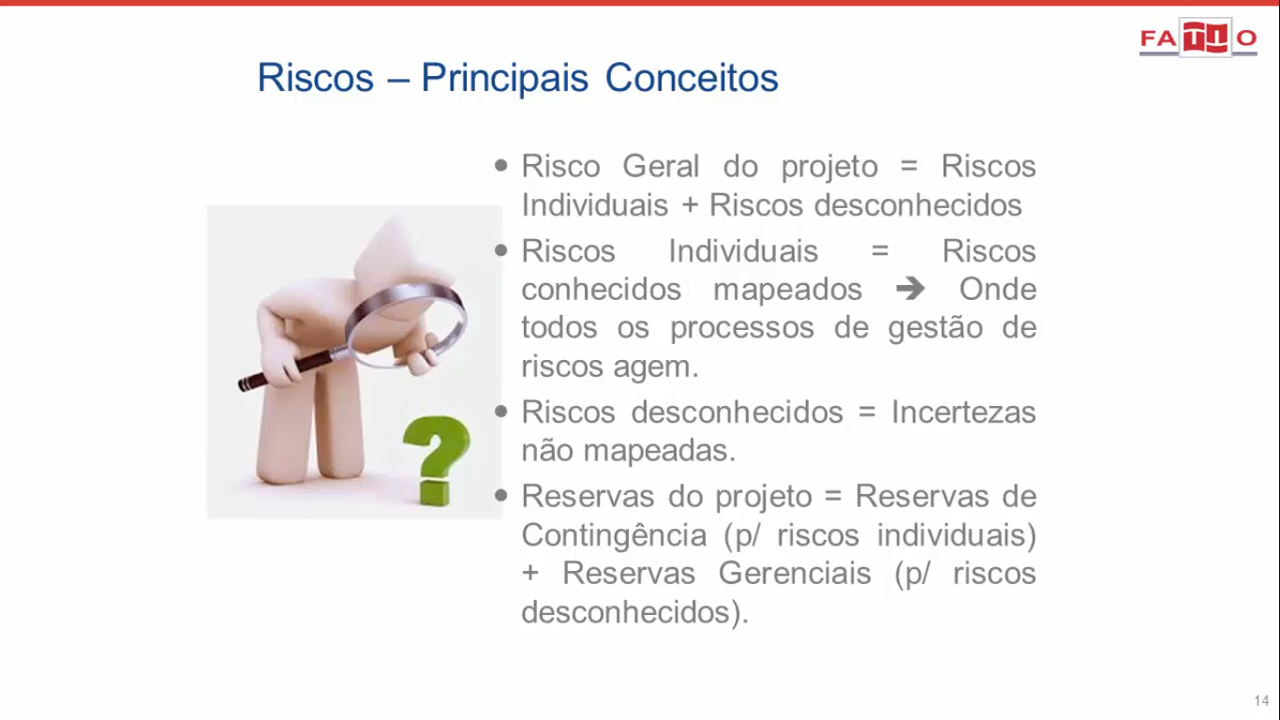 FATTO
Riscos – Principais Conceitos
• Risco Geral do projeto = Riscos
Individuais + Riscos desconhecidos
• Riscos Individuais = Riscos
conhecidos mapeados ➔ Onde
todos os processos de gestão de
riscos agem.
• Riscos desconhecidos = Incertezas
não mapeadas.
• Reservas do projeto = Reservas de
Contingência (p/ riscos individuais)
+ Reservas Gerenciais (p/ riscos
desconhecidos).
?
14